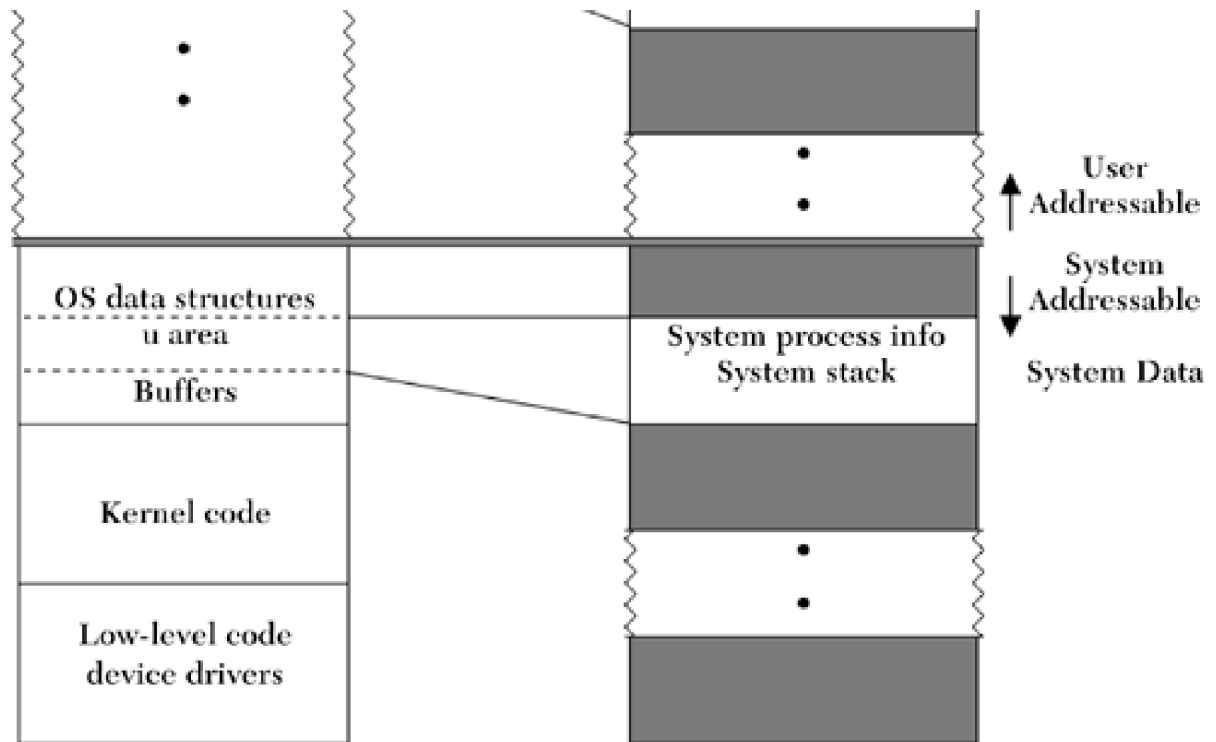 User
Addressable
System
Addressable
OS data structures
u area
Buffers
System process info
System stack
System Data
Kernel code
Low-level code
device drivers